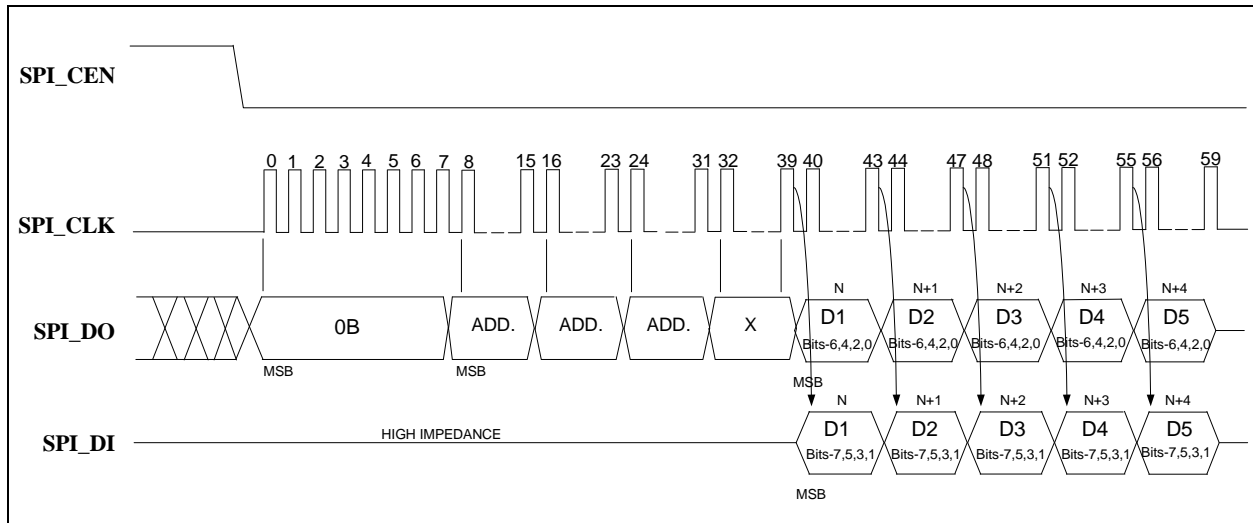 SPI_CEN
0 1 2 3 4 5 6 7 8 15 16 23 24 31 32 39 40 43 44 47 48 51 52 55 56 59
SPI_CLK
N N+1 N+2 N+3 N+4
SPI_DO
0B ADD. ADD. ADD. X D1 D2 D3 D4 D5
Bits-6,4,2,0 Bits-6,4,2,0 Bits-6,4,2,0 Bits-6,4,2,0 Bits-6,4,2,0
MSB MSB MSB
N N+1 N+2 N+3 N+4
SPI_DI
HIGH IMPEDANCE
D1 D2 D3 D4 D5
Bits-7,5,3,1 Bits-7,5,3,1 Bits-7,5,3,1 Bits-7,5,3,1 Bits-7,5,3,1
MSB